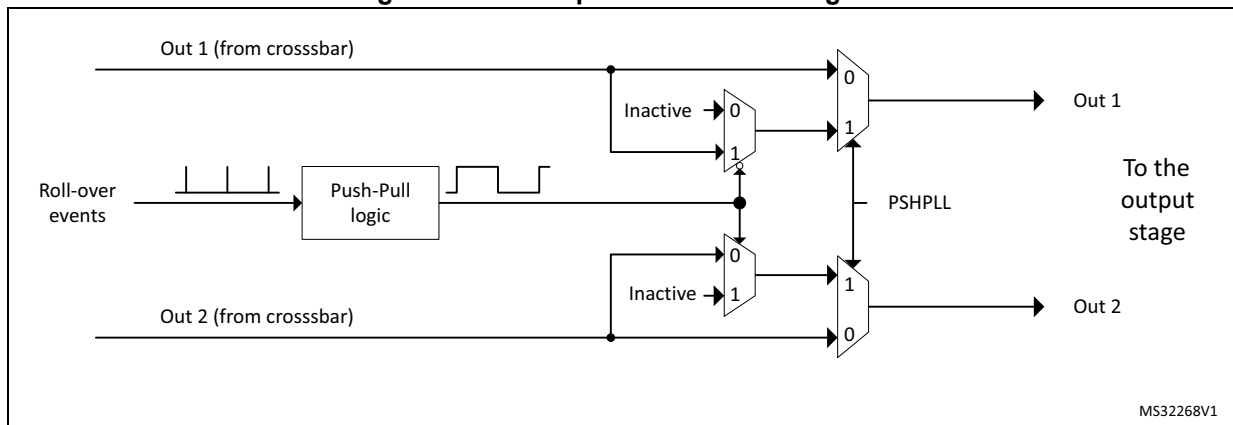 Out 1 (from crosssbar)
0
Inactive
0
Out 1
1
1
Roll-over
events
Push-Pull
logic
PSHPLL
To the
output
stage
0
1
Inactive
1
Out 2
Out 2 (from crosssbar)
0
MS32268V1